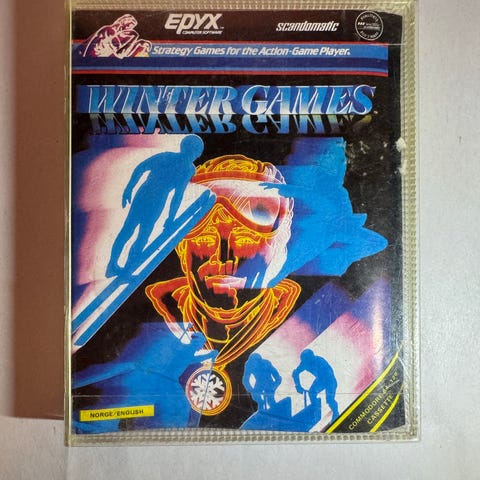 EPYX
COMPUTER SOFTWARE
scandomatic
Strategy Games for the Action-Game Player.
WINTER GAMES
NORGE/ENGLISH
COMMODORE
CASSETTE